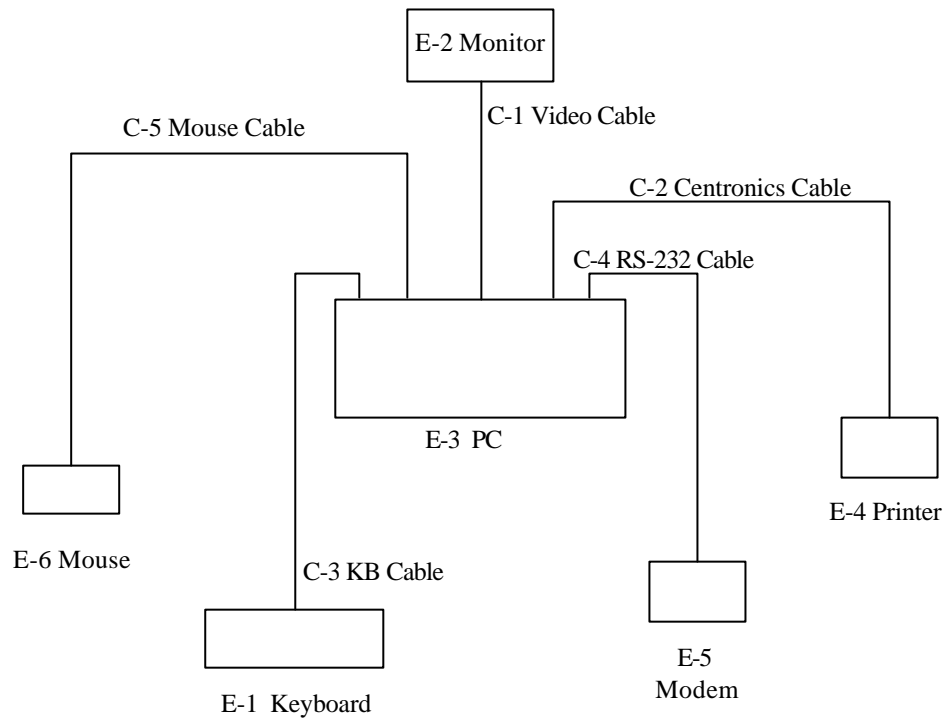 E-2 Monitor
C-1 Video Cable
C-5 Mouse Cable
C-2 Centronics Cable
C-4 RS-232 Cable
E-3 PC
E-4 Printer
E-6 Mouse
C-3 KB Cable
E-5
Modem
E-1 Keyboard